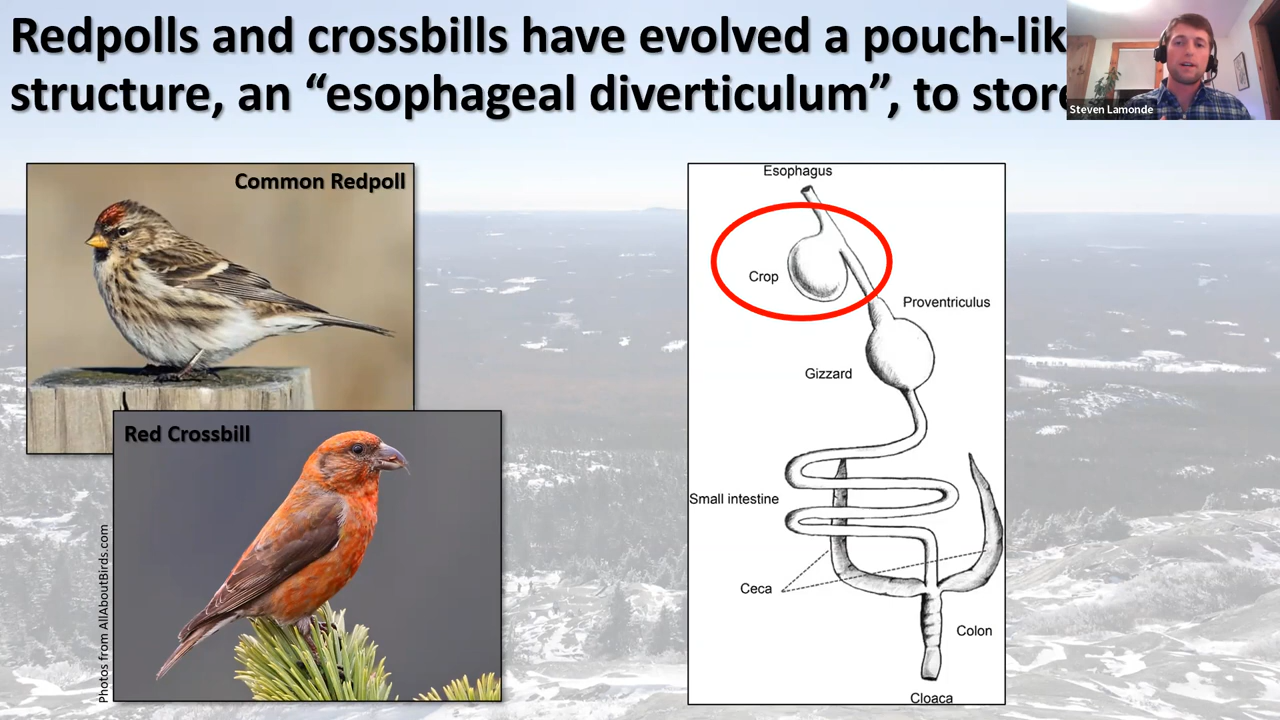 Redpolls and crossbills have evolved a pouch-lik
structure, an “esophageal diverticulum”, to store
Steven Lamonde
Common Redpoll
Red Crossbill
Photos from AllAboutBirds.com
Esophagus
Crop
Proventriculus
Gizzard
Small intestine
Ceca
Colon
Cloaca